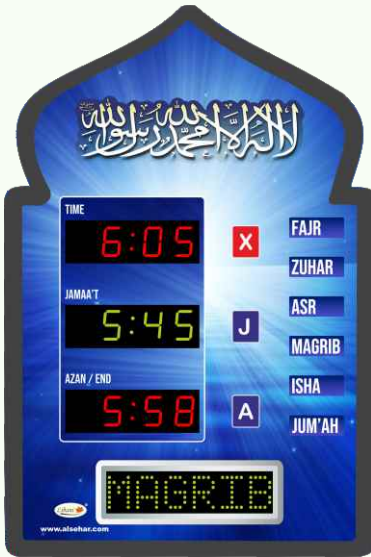 لا إله إلا الله محمد رسول الله
TIME
6:05
X
JAMAA'T
5:45
J
AZAN / END
5:58
A
FAJR
ZUHAR
ASR
MAGRIB
ISHA
JUM'AH
MAGRIB
www.alsehar.com